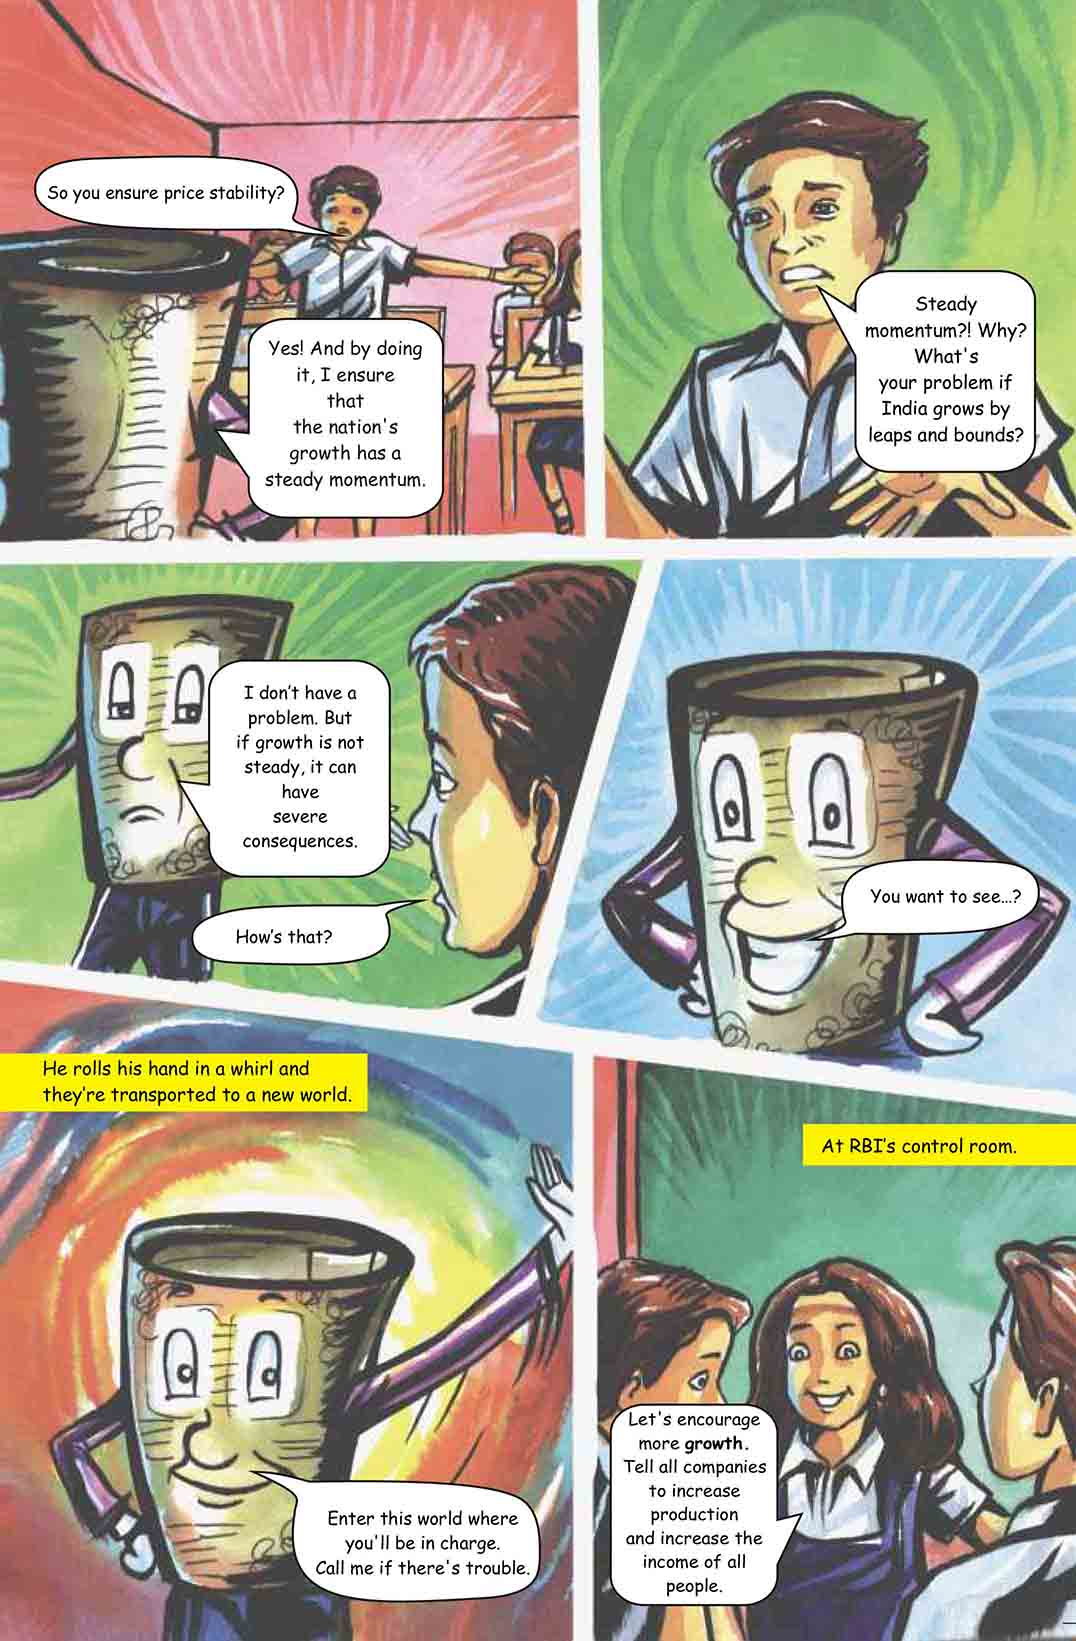 So you ensure price stability?
Yes! And by doing
it, I ensure
that
the nation's
growth has a
steady momentum.
Steady
momentum?! Why?
What's
your problem if
India grows by
leaps and bounds?
I don't have a
problem. But
if growth is not
steady, it can
have
severe
consequences.
How's that?
You want to see...?
He rolls his hand in a whirl and
they're transported to a new world.
Enter this world where
you'll be in charge.
Call me if there's trouble.
At RBI's control room.
Let's encourage
more growth.
Tell all companies
to increase
production
and increase the
income of all
people.